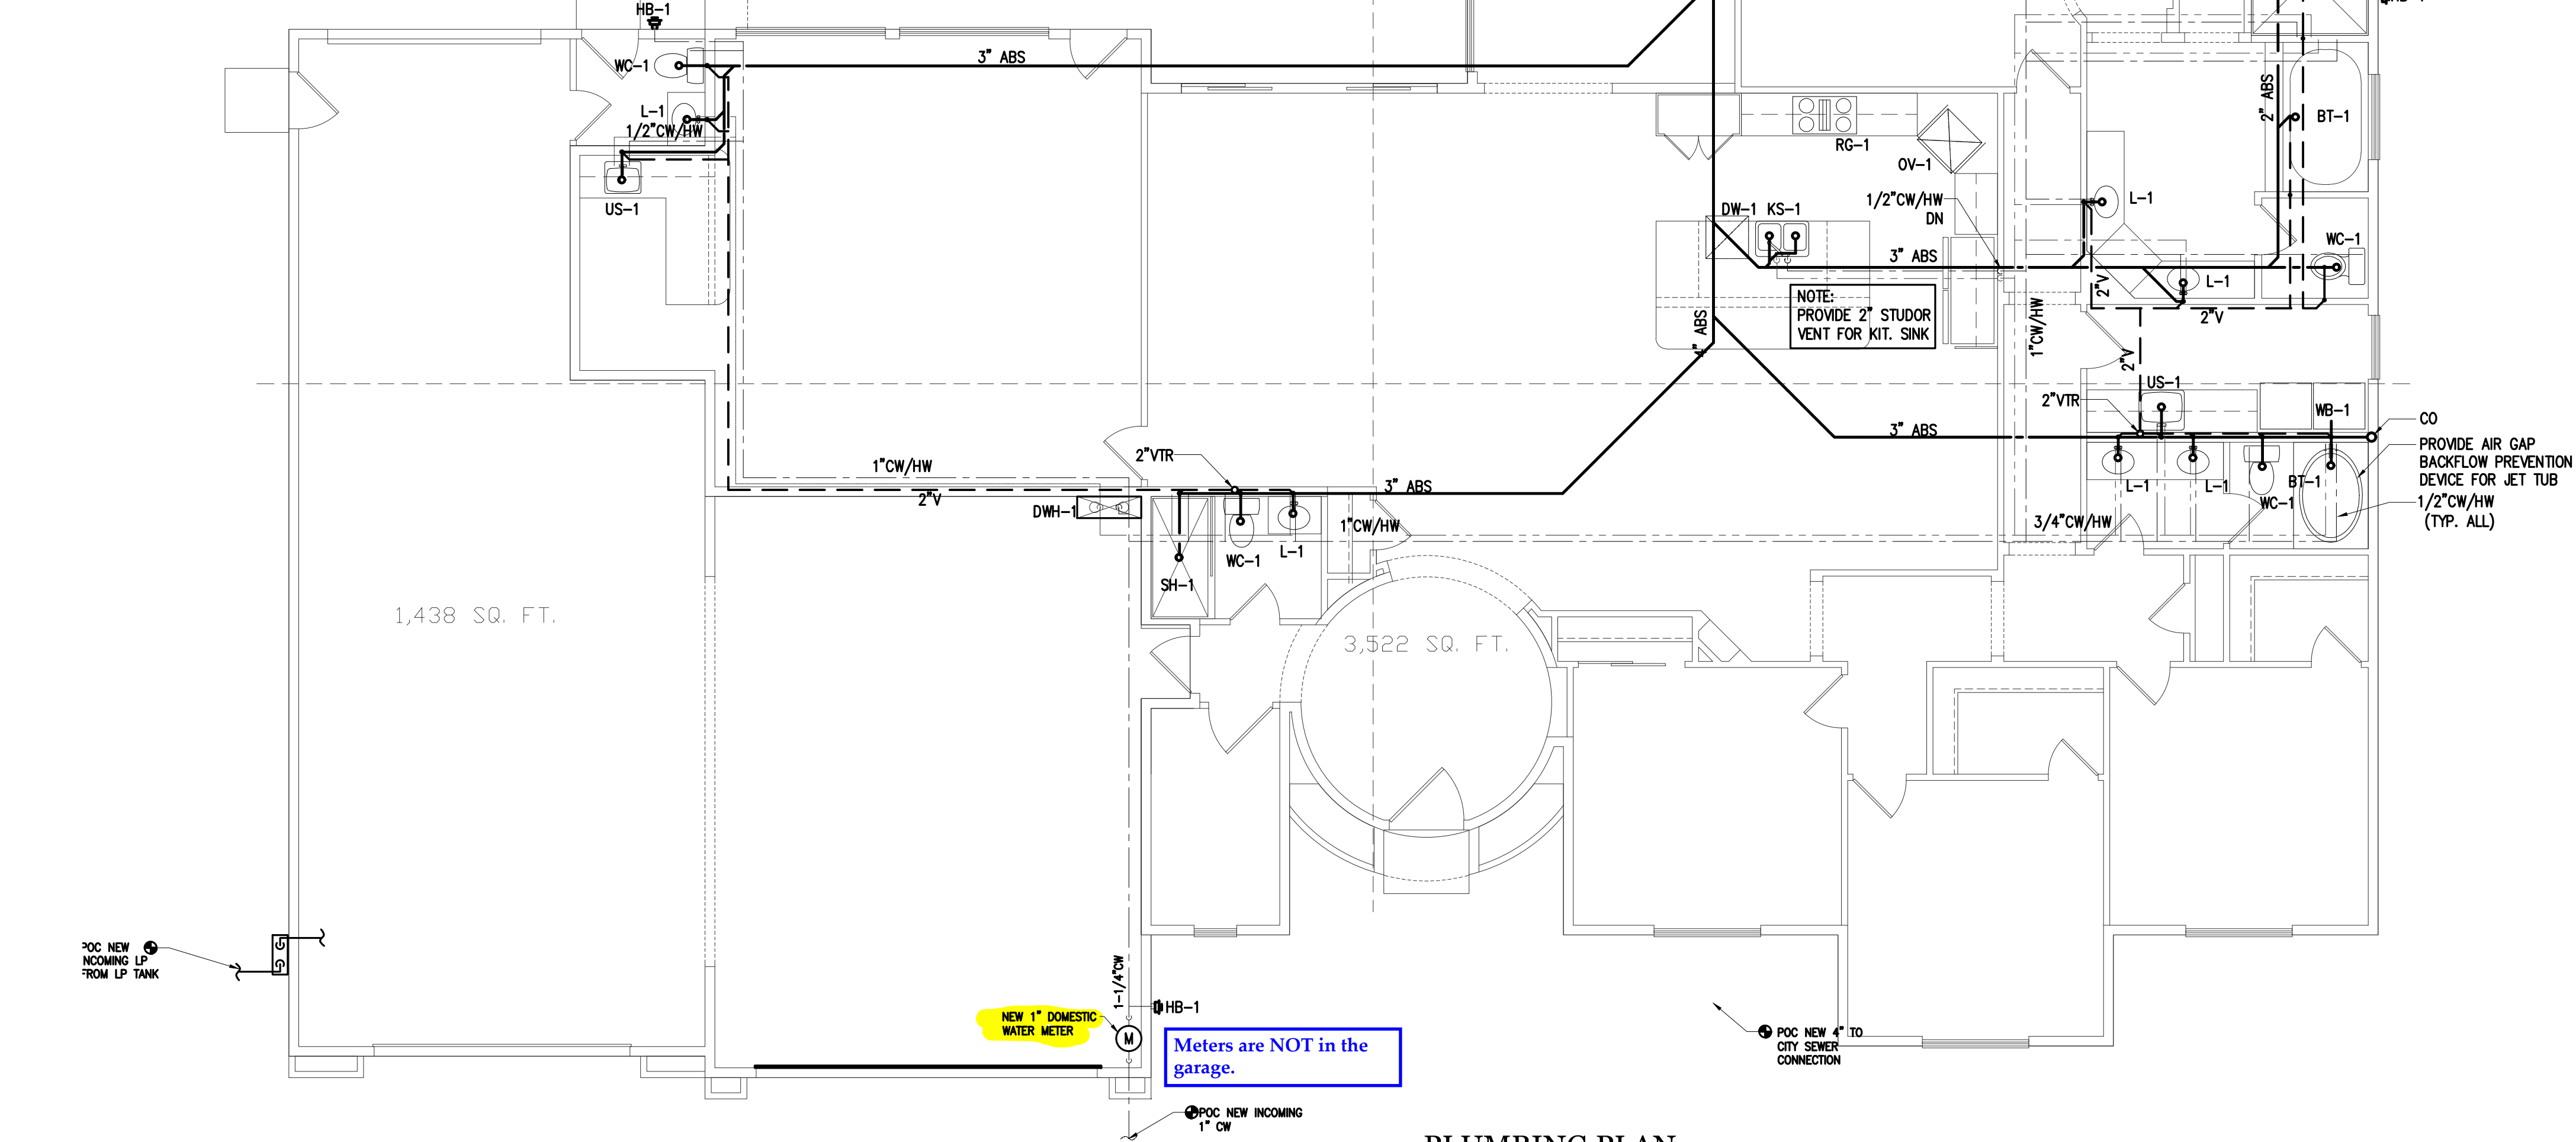 HB-1
WC-1
3" ABS
L-1
1/2"CW/HW
US-1
2" ABS
BT-1
RG-1
OV-1
1/2"CW/HW
DN
DW-1 KS-1
L-1
WC-1
3" ABS
L-1
NOTE:
PROVIDE 2" STUDOR
VENT FOR KIT. SINK
4" ABS
1"CW/HW
2"V
2"V
2"V
US-1
2"VTR
WB-1
CO
3" ABS
PROVIDE AIR GAP
BACKFLOW PREVENTION
DEVICE FOR JET TUB
1/2"CW/HW
(TYP. ALL)
L-1
L-1
WC-1
BT-1
3/4"CW/HW
1"CW/HW
2"V
2"VTR
3" ABS
DWH-1
WC-1
L-1
1"CW/HW
SH-1
1,438 SQ. FT.
3,522 SQ. FT.
POC NEW
NCOMING LP
FROM LP TANK
G
G
1-1/4"CW
HB-1
NEW 1" DOMESTIC
WATER METER
M
Meters are NOT in the
garage.
POC NEW 4" TO
CITY SEWER
CONNECTION
POC NEW INCOMING
1" CW
PLUMBING PLAN